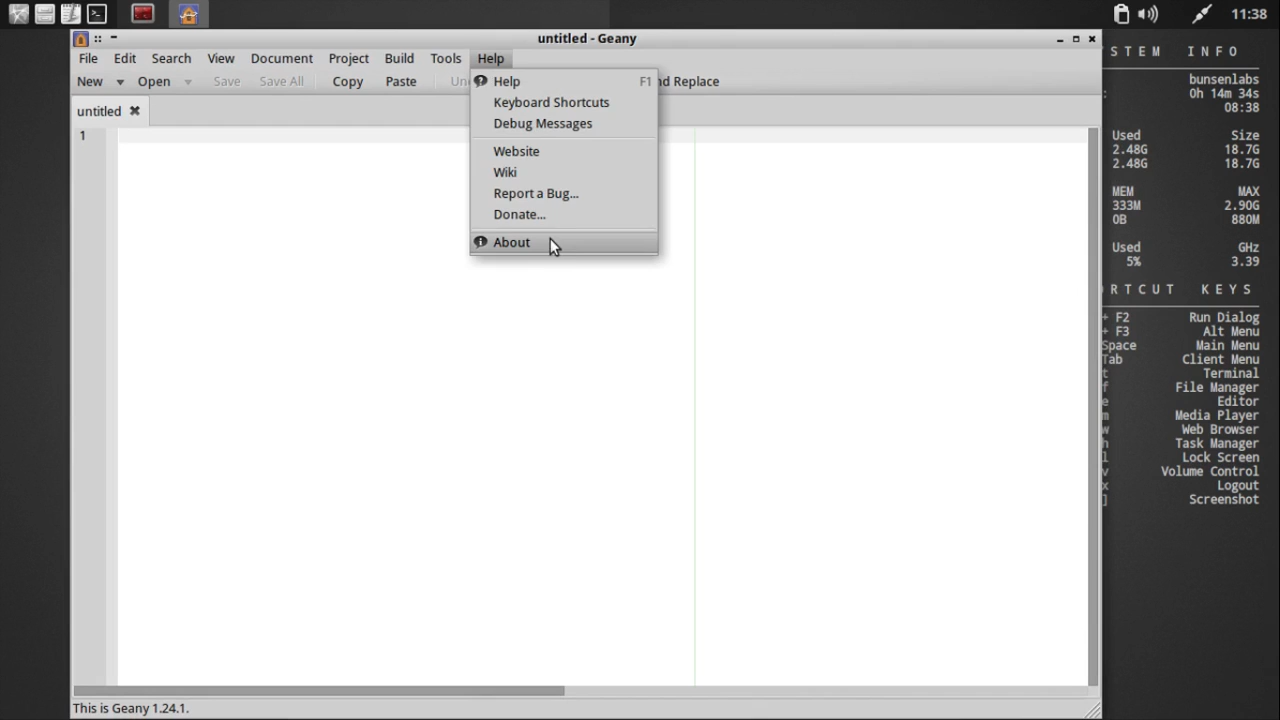 11:38
untitled - Geany
File Edit Search View Document Project Build Tools Help
New Open Save Save All Copy Paste nd Replace
Help F1
Keyboard Shortcuts
Debug Messages
Website
Wiki
Report a Bug...
Donate...
About
untitled
1
This is Geany 1.24.1.
STEM INFO
bunsenlabs
: 0h 14m 34s
08:38
Used Size
2.48G 18.7G
2.48G 18.7G
MEM MAX
333M 2.90G
0B 880M
Used GHz
5% 3.39
RTCUT KEYS
+ F2 Run Dialog
+ F3 Alt Menu
Space Main Menu
Tab Client Menu
t Terminal
f File Manager
e Editor
m Media Player
w Web Browser
h Task Manager
l Lock Screen
v Volume Control
x Logout
] Screenshot